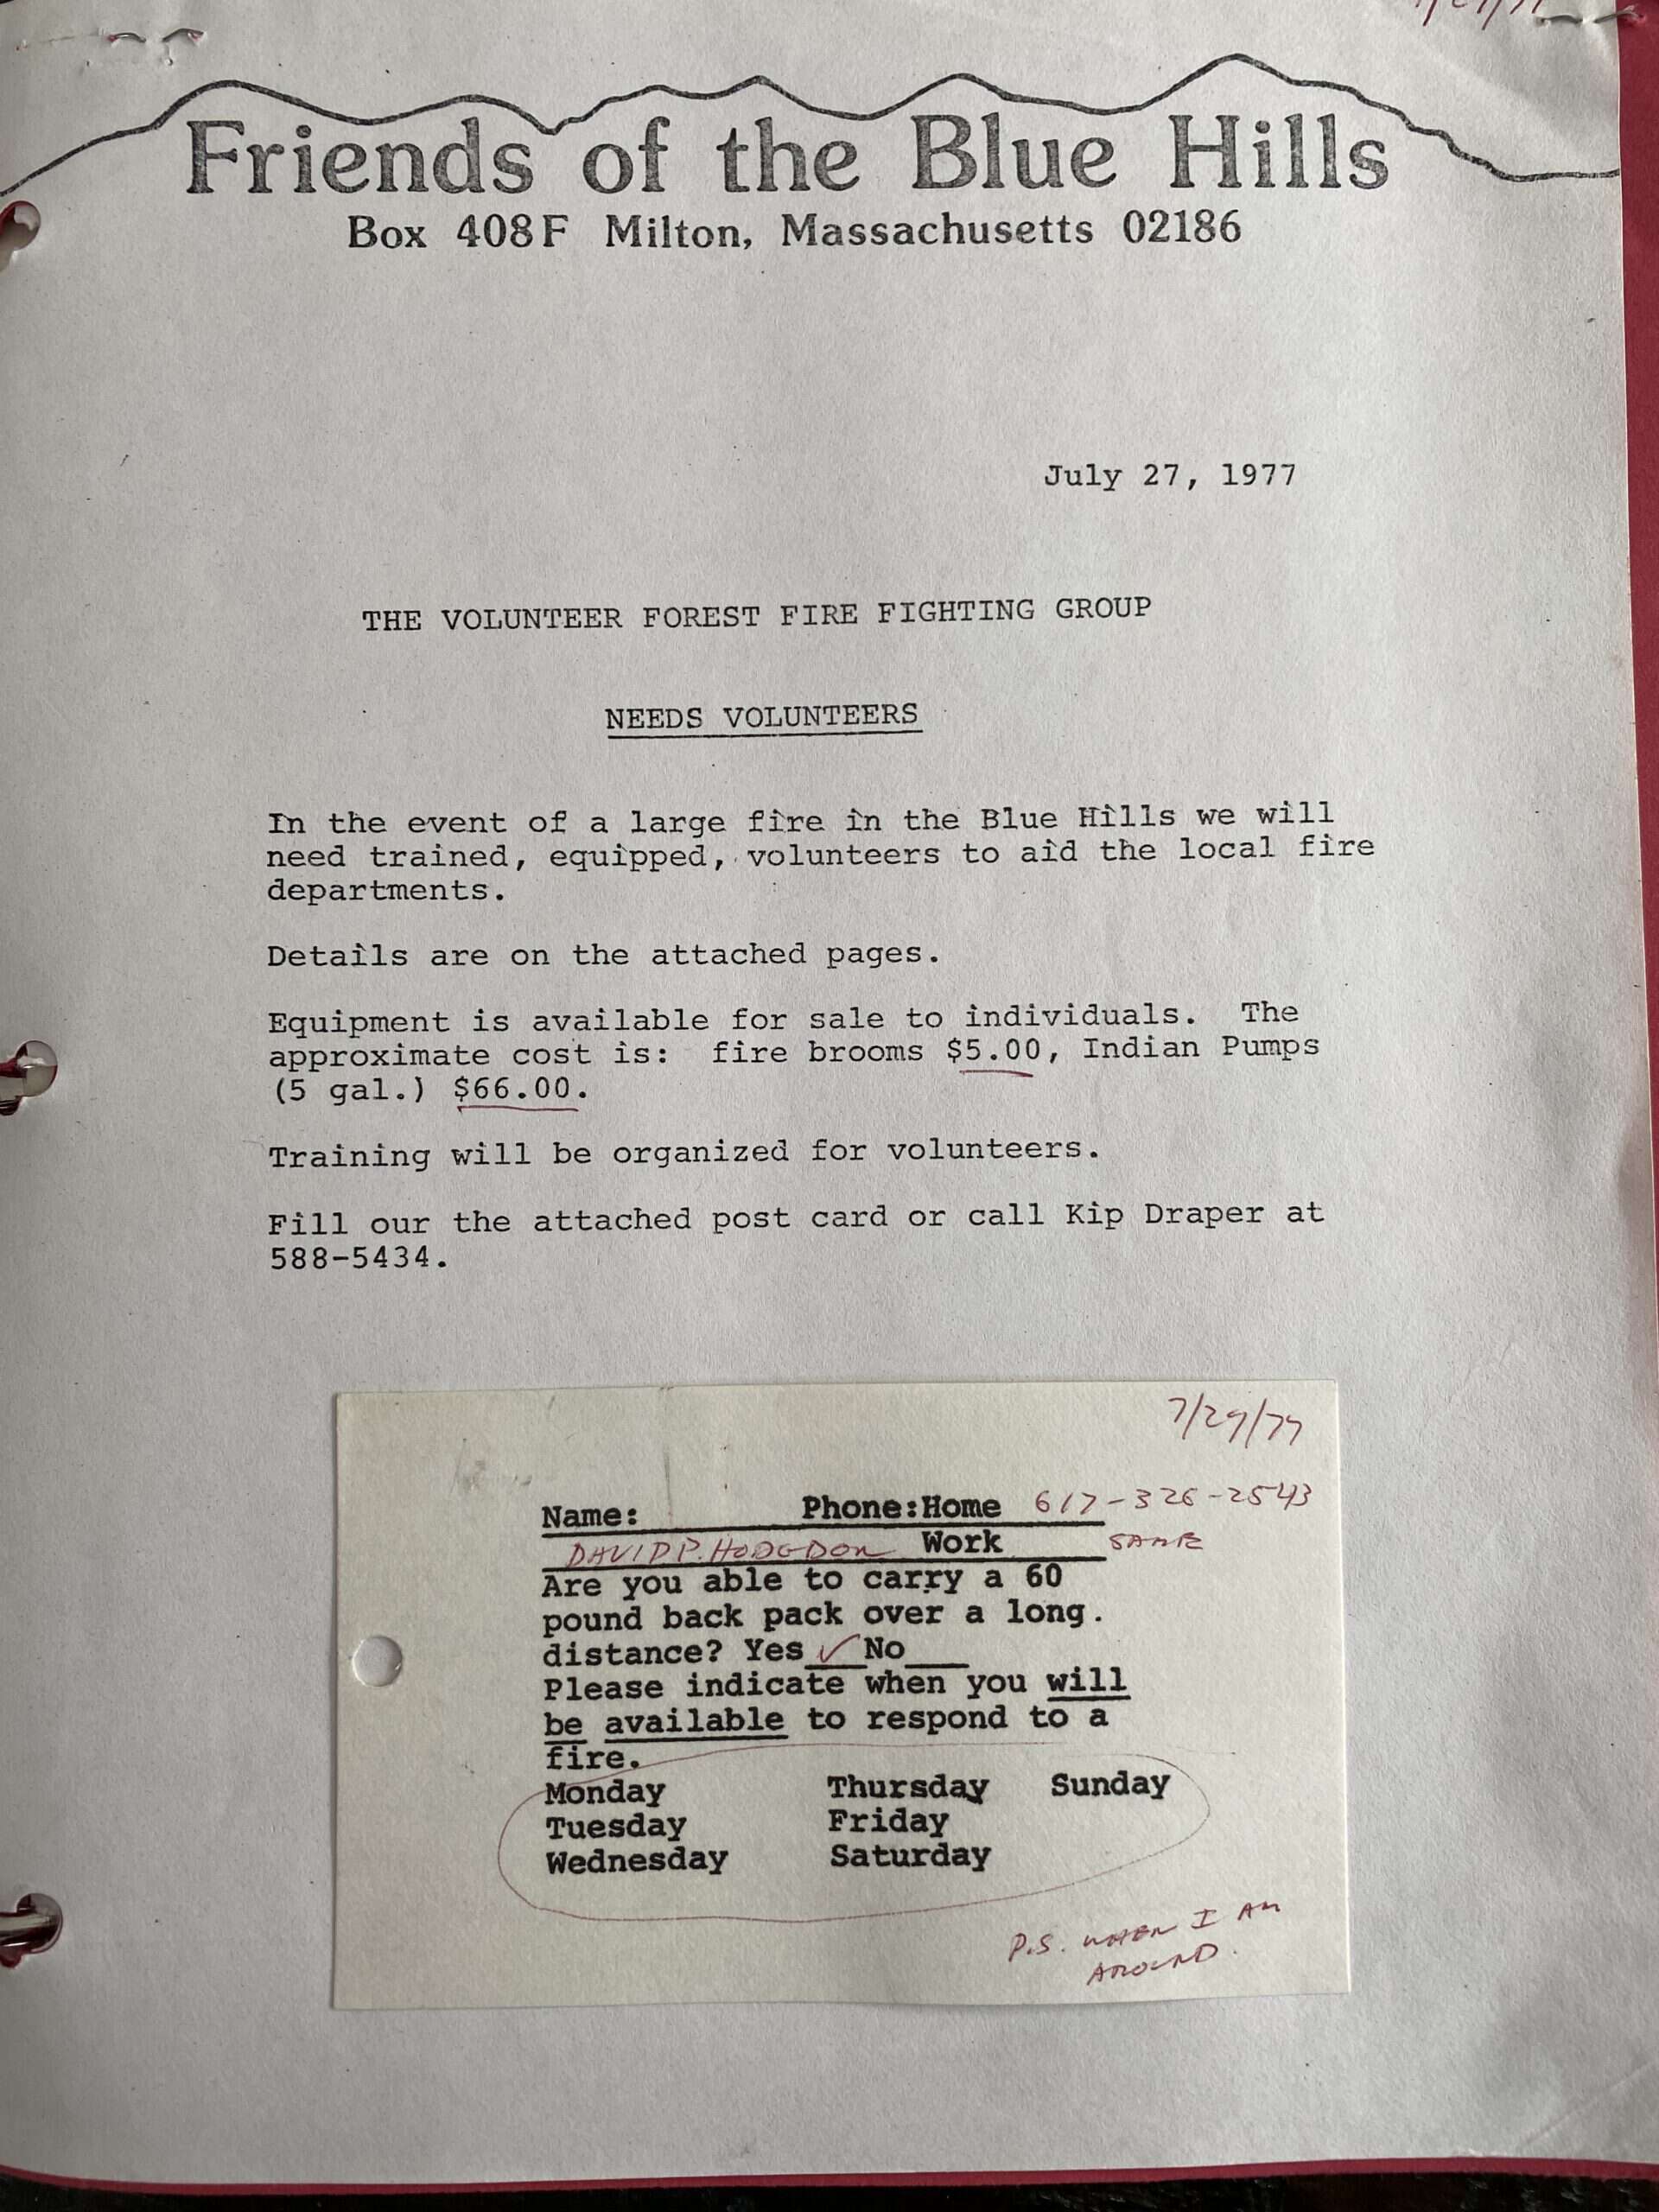 Friends of the Blue Hills
Box 408F Milton, Massachusetts 02186
July 27, 1977
THE VOLUNTEER FOREST FIRE FIGHTING GROUP
NEEDS VOLUNTEERS
In the event of a large fire in the Blue Hills we will
need trained, equipped, volunteers to aid the local fire
departments.
Details are on the attached pages.
Equipment is available for sale to individuals. The
approximate cost is: fire brooms $5.00, Indian Pumps
(5 gal.) $66.00.
Training will be organized for volunteers.
Fill our the attached post card or call Kip Draper at
588-5434.
7/29/77
Name: Phone:Home 617-326-2543
DAVID P. HODGDON Work SAME
Are you able to carry a 60
pound back pack over a long.
distance? Yes ✓ No
Please indicate when you will
be available to respond to a
fire.
Monday Thursday Sunday
Tuesday Friday
Wednesday Saturday
P.S. WHEN I AM
AROUND.